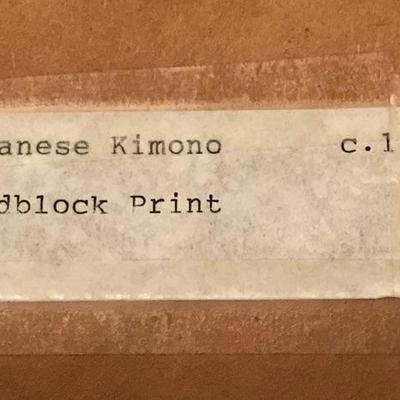 anese Kimono c.1
dblock Print